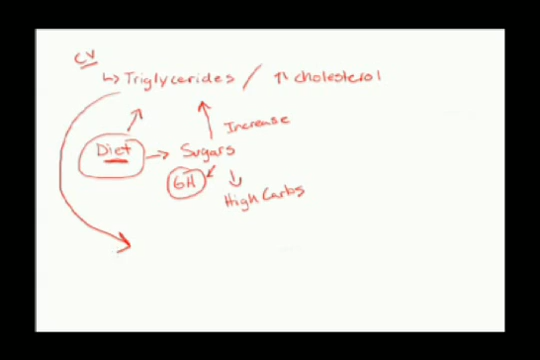 CV
↳ Triglycerides / ↑↓ cholesterol
Increase
Diet → Sugars
GH
High Carbs